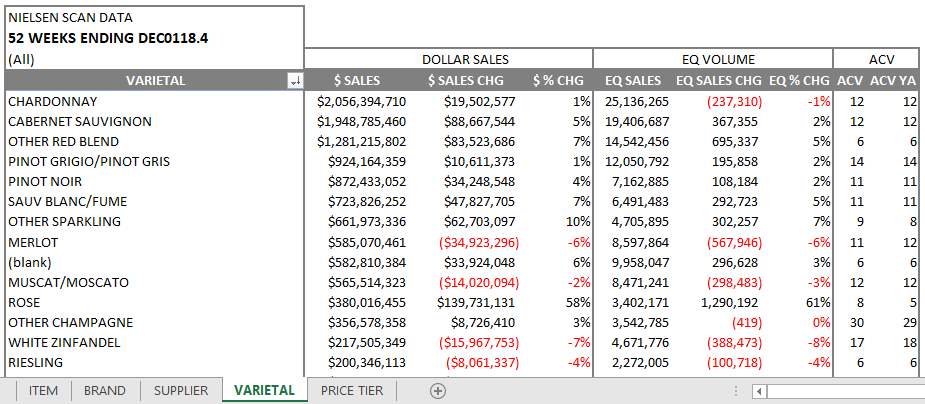 NIELSEN SCAN DATA
52 WEEKS ENDING DEC0118.4
(All)
DOLLAR SALES EQ VOLUME ACV
VARIETAL $ SALES $ SALES CHG $ % CHG EQ SALES EQ SALES CHG EQ % CHG ACV ACV YA
CHARDONNAY $2,056,394,710 $19,502,577 1% 25,136,265 (237,310) -1% 12 12
CABERNET SAUVIGNON $1,948,785,460 $88,667,544 5% 19,406,687 367,355 2% 12 12
OTHER RED BLEND $1,281,215,802 $83,523,686 7% 14,542,456 695,337 5% 6 6
PINOT GRIGIO/PINOT GRIS $924,164,359 $10,611,373 1% 12,050,792 195,858 2% 14 14
PINOT NOIR $872,433,052 $34,248,548 4% 7,162,885 108,184 2% 11 11
SAUV BLANC/FUME $723,826,252 $47,827,705 7% 6,491,483 292,723 5% 11 11
OTHER SPARKLING $661,973,336 $62,703,097 10% 4,705,895 302,257 7% 9 8
MERLOT $585,070,461 ($34,923,296) -6% 8,597,864 (567,946) -6% 11 12
(blank) $582,810,384 $33,924,048 6% 9,958,047 296,628 3% 6 6
MUSCAT/MOSCATO $565,514,323 ($14,020,094) -2% 8,471,241 (298,483) -3% 12 12
ROSE $380,016,455 $139,731,131 58% 3,402,171 1,290,192 61% 8 5
OTHER CHAMPAGNE $356,578,358 $8,726,410 3% 3,542,785 (419) 0% 30 29
WHITE ZINFANDEL $217,505,349 ($15,967,753) -7% 4,671,776 (388,473) -8% 17 18
RIESLING $200,346,113 ($8,061,337) -4% 2,272,005 (100,718) -4% 6 6
ITEM BRAND SUPPLIER VARIETAL PRICE TIER